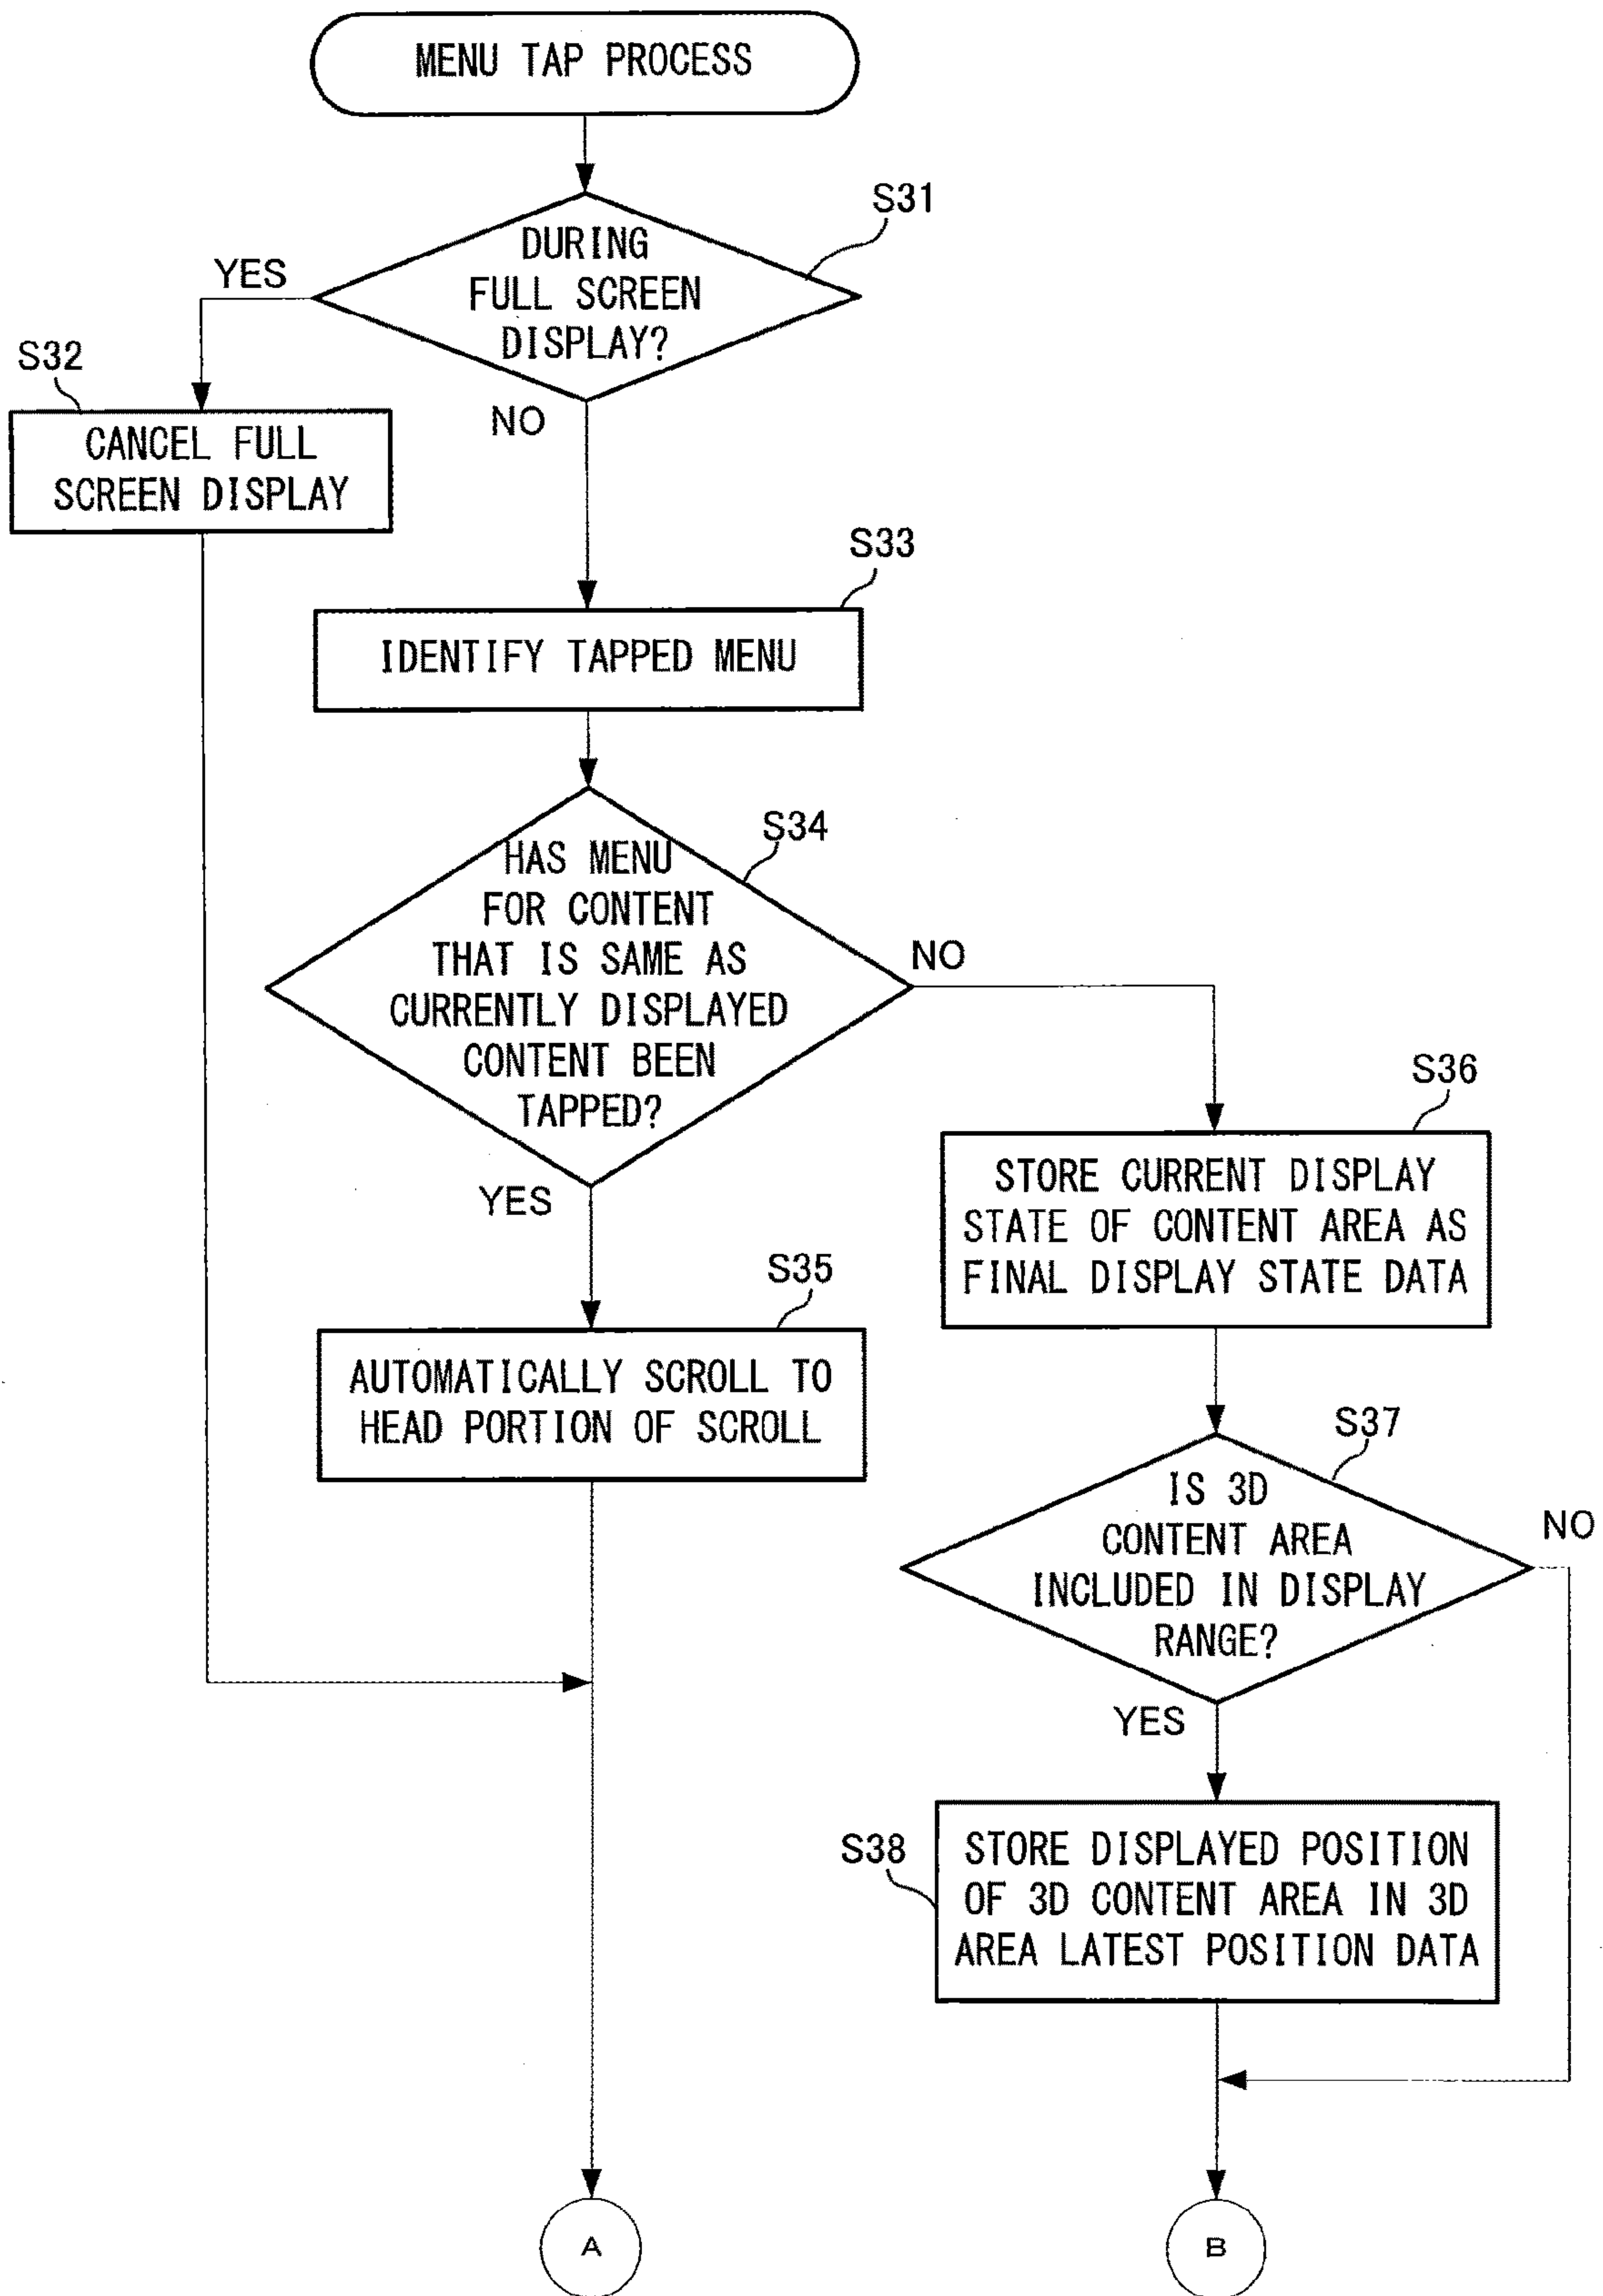 MENU TAP PROCESS
S31
DURING
FULL SCREEN
DISPLAY?
YES
NO
S32
CANCEL FULL
SCREEN DISPLAY
S33
IDENTIFY TAPPED MENU
S34
HAS MENU
FOR CONTENT
THAT IS SAME AS
CURRENTLY DISPLAYED
CONTENT BEEN
TAPPED?
NO
YES
S35
AUTOMATICALLY SCROLL TO
HEAD PORTION OF SCROLL
S36
STORE CURRENT DISPLAY
STATE OF CONTENT AREA AS
FINAL DISPLAY STATE DATA
S37
IS 3D
CONTENT AREA
INCLUDED IN DISPLAY
RANGE?
NO
YES
S38
STORE DISPLAYED POSITION
OF 3D CONTENT AREA IN 3D
AREA LATEST POSITION DATA
A
B